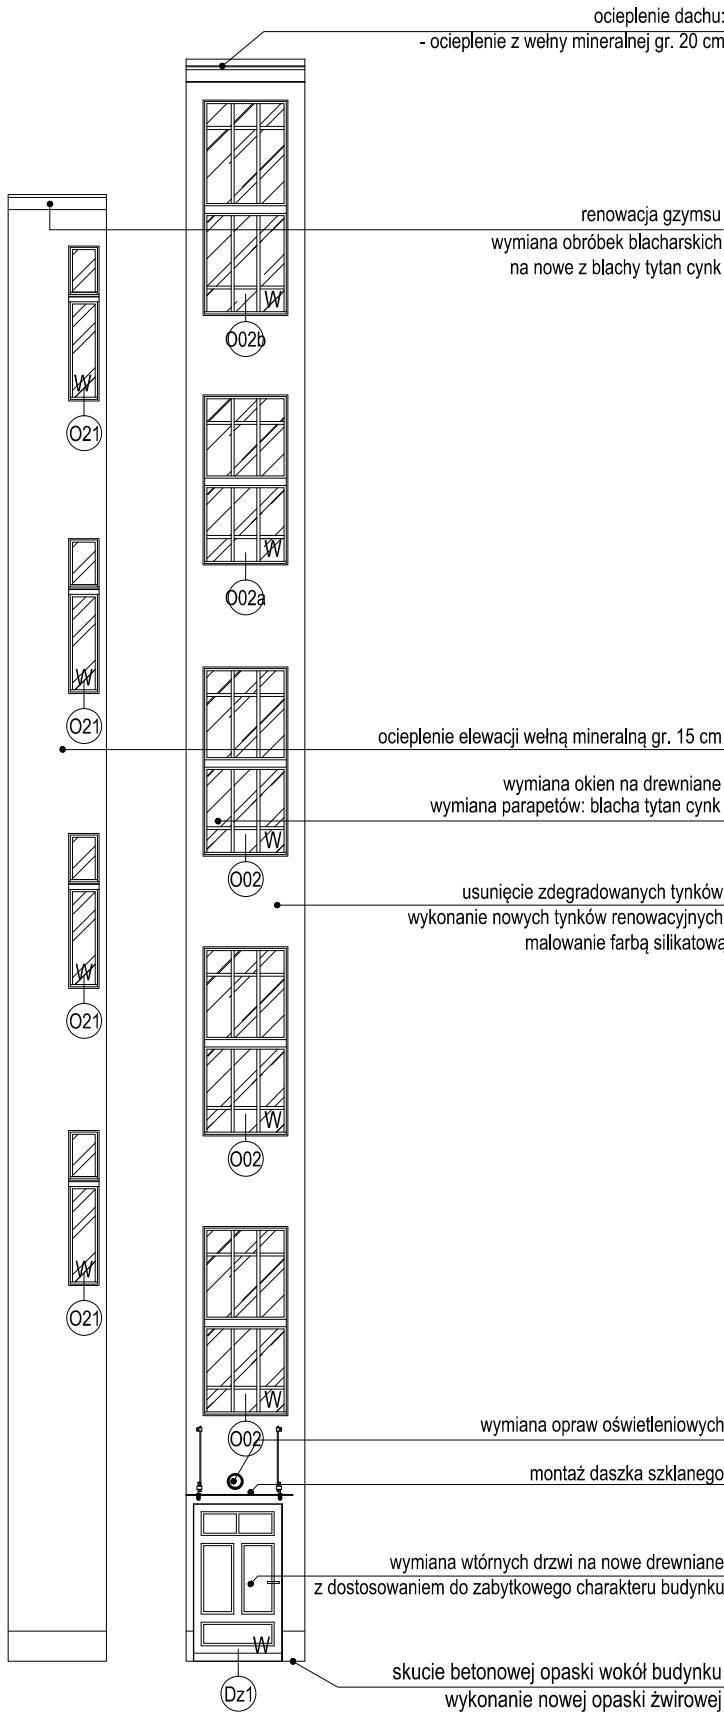 ocieplenie dachu:
- ocieplenie z wełny mineralnej gr. 20 cm
renowacja gzymsu
wymiana obróbek blacharskich
na nowe z blachy tytan cynk
W
O02b
W
O21
W
O02a
W
O21
ocieplenie elewacji wełną mineralną gr. 15 cm
wymiana okien na drewniane
wymiana parapetów: blacha tytan cynk
W
O02
usunięcie zdegradowanych tynków
wykonanie nowych tynków renowacyjnych
malowanie farbą silikatową
W
O21
W
O02
W
O21
W
O02
wymiana opraw oświetleniowych
montaż daszka szklanego
wymiana wtórnych drzwi na nowe drewniane
z dostosowaniem do zabytkowego charakteru budynku
W
Dz1
skucie betonowej opaski wokół budynku
wykonanie nowej opaski żwirowej